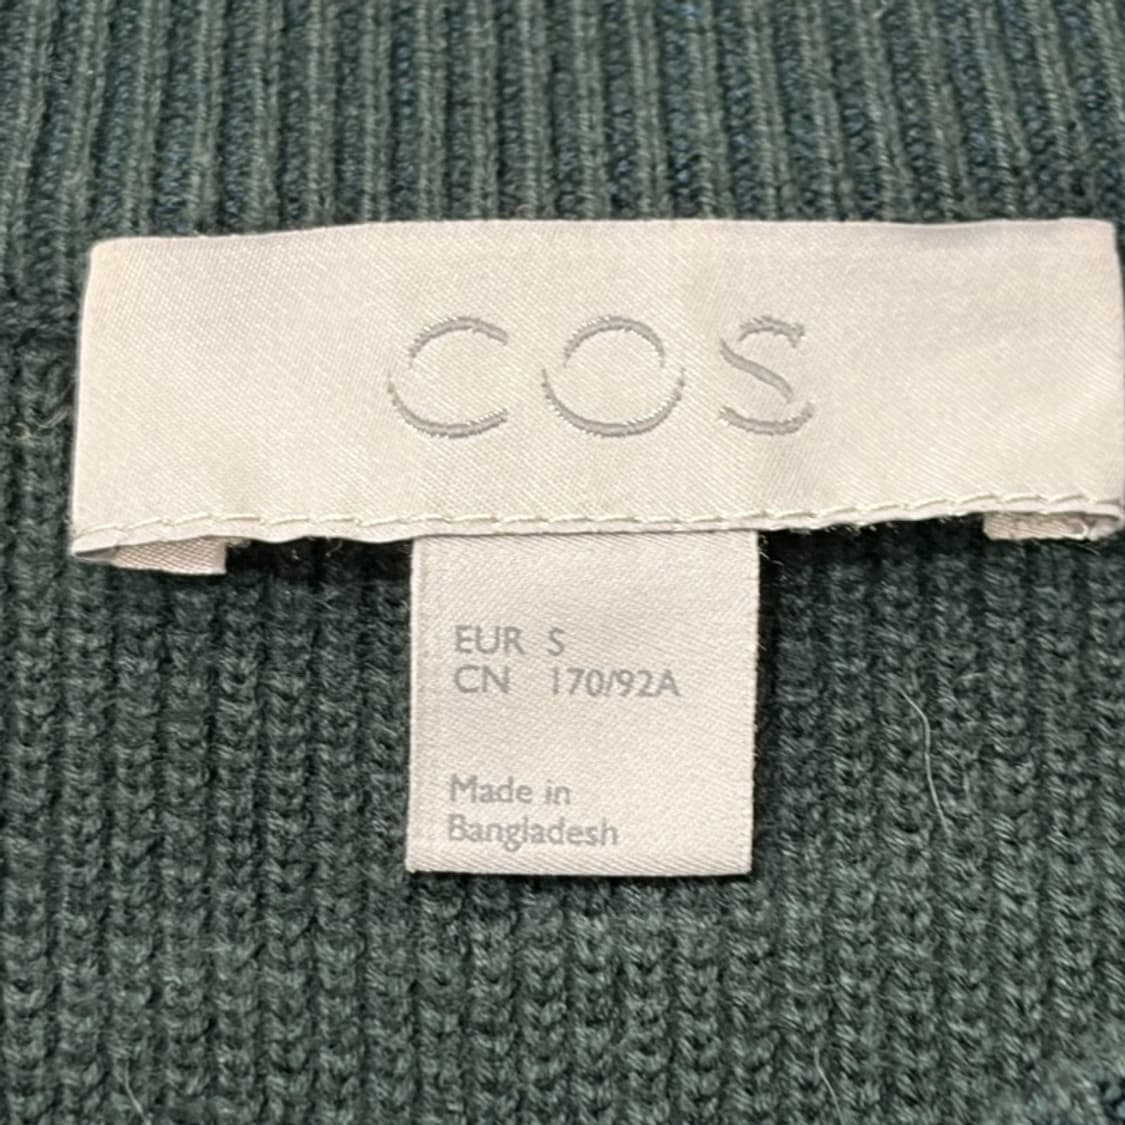 COS
EUR S
CN 170/92A
Made in
Bangladesh